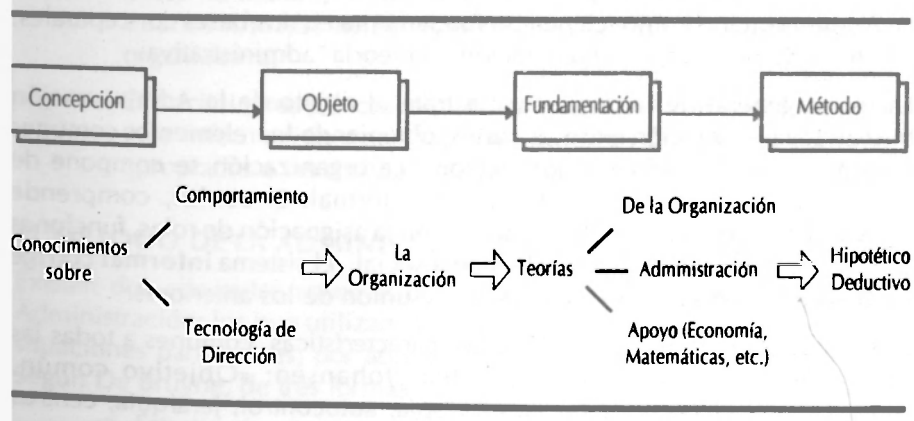 Concepción
Objeto
Fundamentación
Método
Comportamiento
Conocimientos
sobre
Tecnología de
Dirección
La
Organización
Teorías
De la Organización
Administración
Apoyo (Economía,
Matemáticas, etc.)
Hipotético
Deductivo